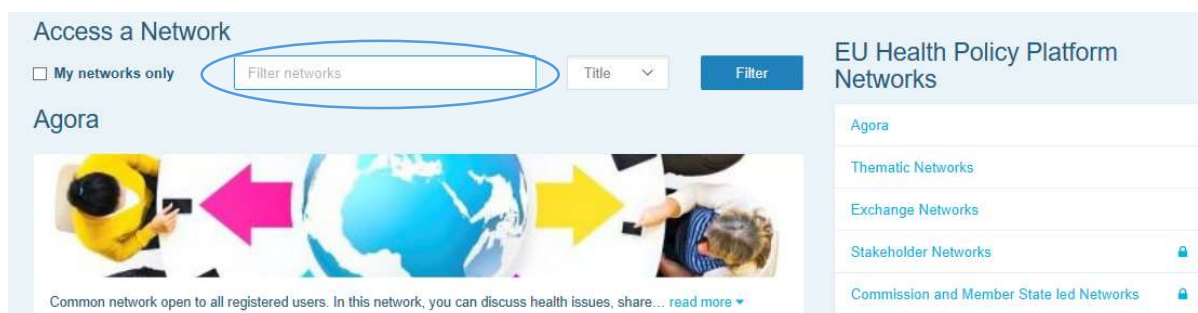 Access a Network
My networks only
Filter networks
Title
Filter
Agora
Common network open to all registered users. In this network, you can discuss health issues, share... read more
EU Health Policy Platform
Networks
Agora
Thematic Networks
Exchange Networks
Stakeholder Networks
Commission and Member State led Networks